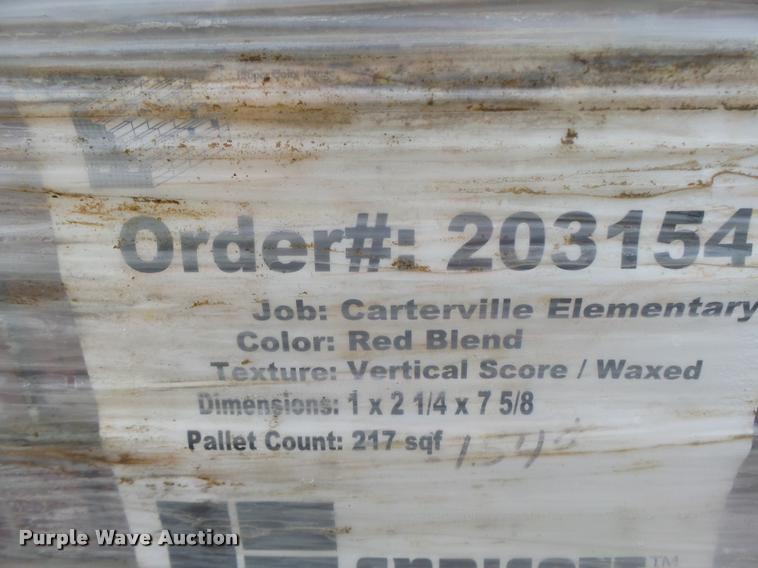 Order#: 203154
Job: Carterville Elementary
Color: Red Blend
Texture: Vertical Score / Waxed
Dimensions: 1 x 2 1/4 x 7 5/8
Pallet Count: 217 sqf
Purple Wave Auction